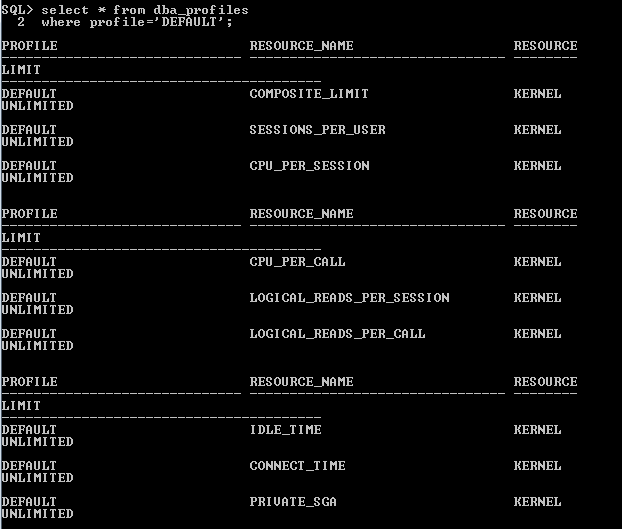 SQL> select * from dba_profiles
  2  where profile='DEFAULT';
PROFILE                        RESOURCE_NAME                    RESOURCE
------------------------------ -------------------------------- --------
LIMIT
----------------------------------------
DEFAULT                        COMPOSITE_LIMIT                  KERNEL
UNLIMITED
DEFAULT                        SESSIONS_PER_USER                KERNEL
UNLIMITED
DEFAULT                        CPU_PER_SESSION                  KERNEL
UNLIMITED
PROFILE                        RESOURCE_NAME                    RESOURCE
------------------------------ -------------------------------- --------
LIMIT
----------------------------------------
DEFAULT                        CPU_PER_CALL                     KERNEL
UNLIMITED
DEFAULT                        LOGICAL_READS_PER_SESSION        KERNEL
UNLIMITED
DEFAULT                        LOGICAL_READS_PER_CALL           KERNEL
UNLIMITED
PROFILE                        RESOURCE_NAME                    RESOURCE
------------------------------ -------------------------------- --------
LIMIT
----------------------------------------
DEFAULT                        IDLE_TIME                        KERNEL
UNLIMITED
DEFAULT                        CONNECT_TIME                     KERNEL
UNLIMITED
DEFAULT                        PRIVATE_SGA                      KERNEL
UNLIMITED